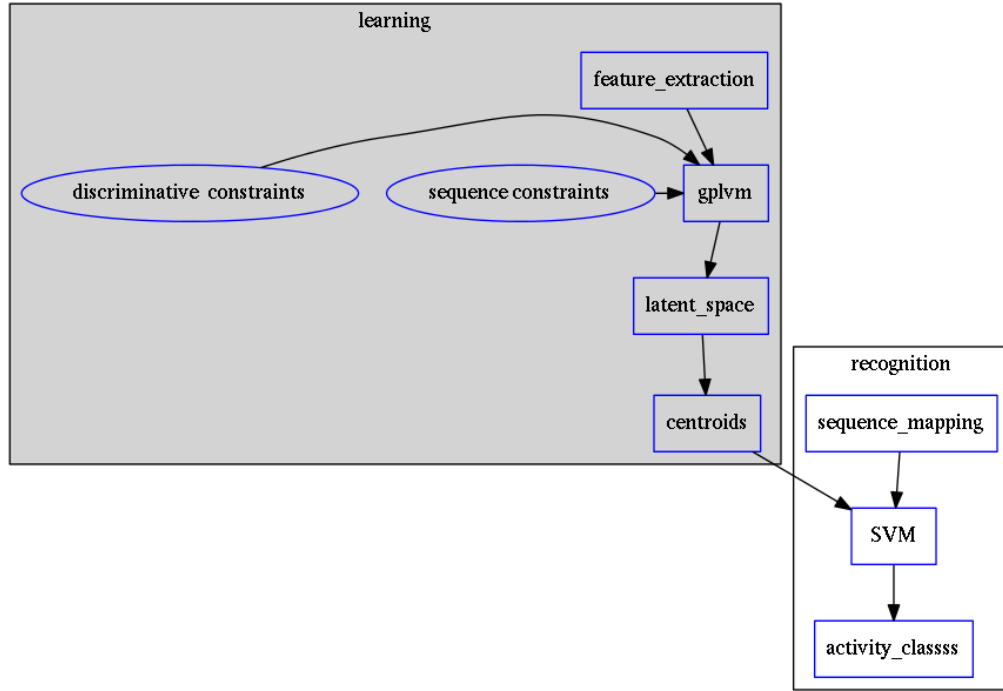 learning
feature_extraction
discriminative constraints
sequence constraints
gplvm
latent_space
centroids
recognition
sequence_mapping
SVM
activity_classss